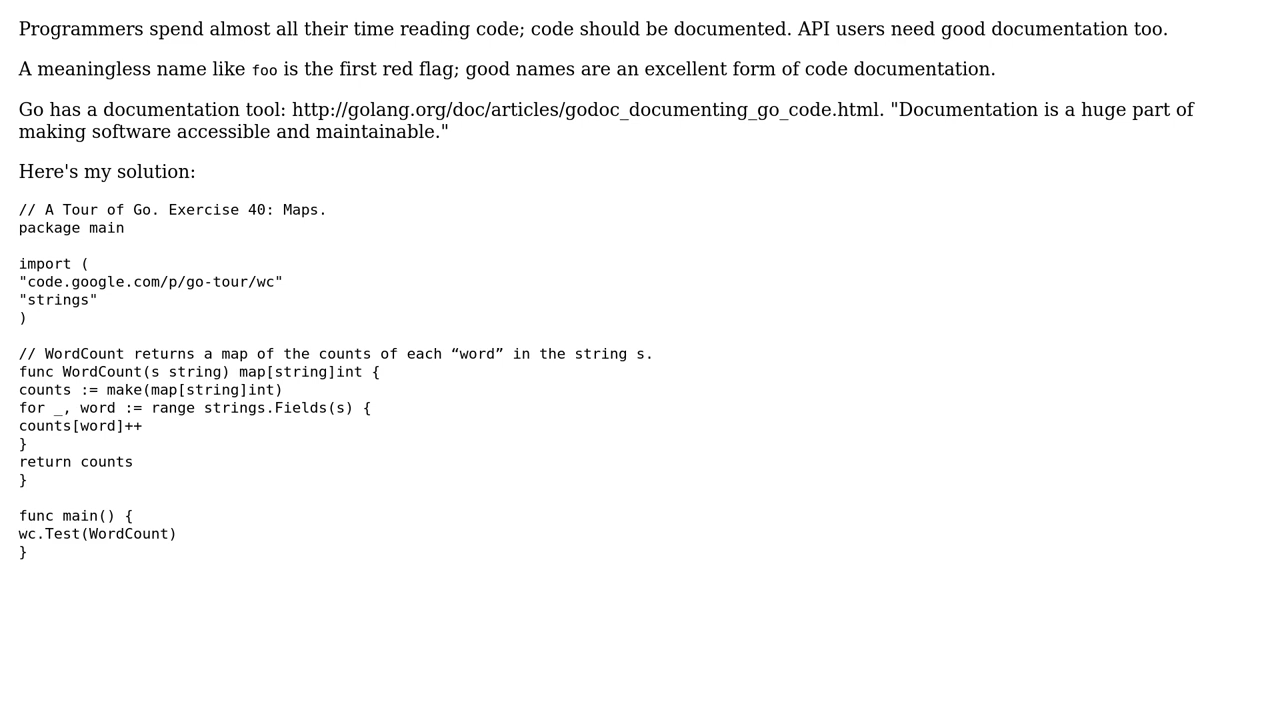 Programmers spend almost all their time reading code; code should be documented. API users need good documentation too.
A meaningless name like foo is the first red flag; good names are an excellent form of code documentation.
Go has a documentation tool: http://golang.org/doc/articles/godoc_documenting_go_code.html. "Documentation is a huge part of
making software accessible and maintainable."
Here's my solution:
// A Tour of Go. Exercise 40: Maps.
package main
import (
"code.google.com/p/go-tour/wc"
"strings"
)
// WordCount returns a map of the counts of each “word” in the string s.
func WordCount(s string) map[string]int {
counts := make(map[string]int)
for _, word := range strings.Fields(s) {
counts[word]++
}
return counts
}
func main() {
wc.Test(WordCount)
}